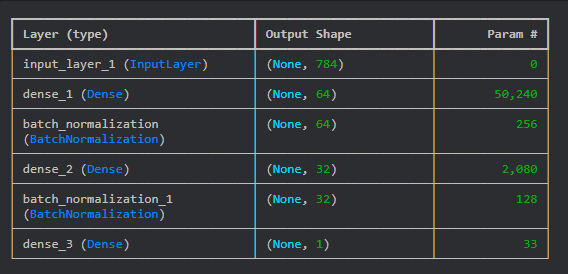 Layer (type) Output Shape Param #
input_layer_1 (InputLayer) (None, 784) 0
dense_1 (Dense) (None, 64) 50,240
batch_normalization (None, 64) 256
(BatchNormalization)
dense_2 (Dense) (None, 32) 2,080
batch_normalization_1 (None, 32) 128
(BatchNormalization)
dense_3 (Dense) (None, 1) 33